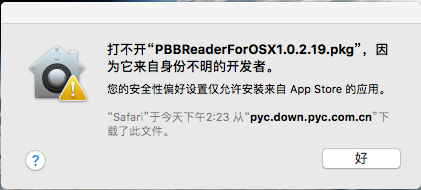 打不开“PBBReaderForOSX1.0.2.19.pkg”，因
为它来自身份不明的开发者。
您的安全性偏好设置仅允许安装来自 App Store 的应用。
“Safari”于今天下午2:23 从“pyc.down.pyc.com.cn”下
载了此文件。
?
好